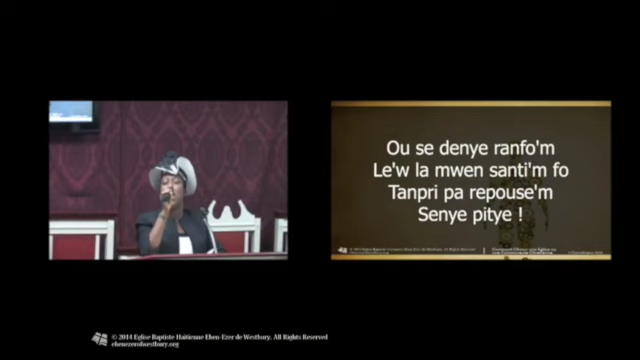 Ou se denye ranfo'm
Le'w la mwen santi'm fo
Tanpri pa repouse'm
Senye pitye !
© 2014 Eglise Baptiste Haïtienne Eben-Ezer de Westbury. All Rights Reserved
ebenezerofwestbury.org